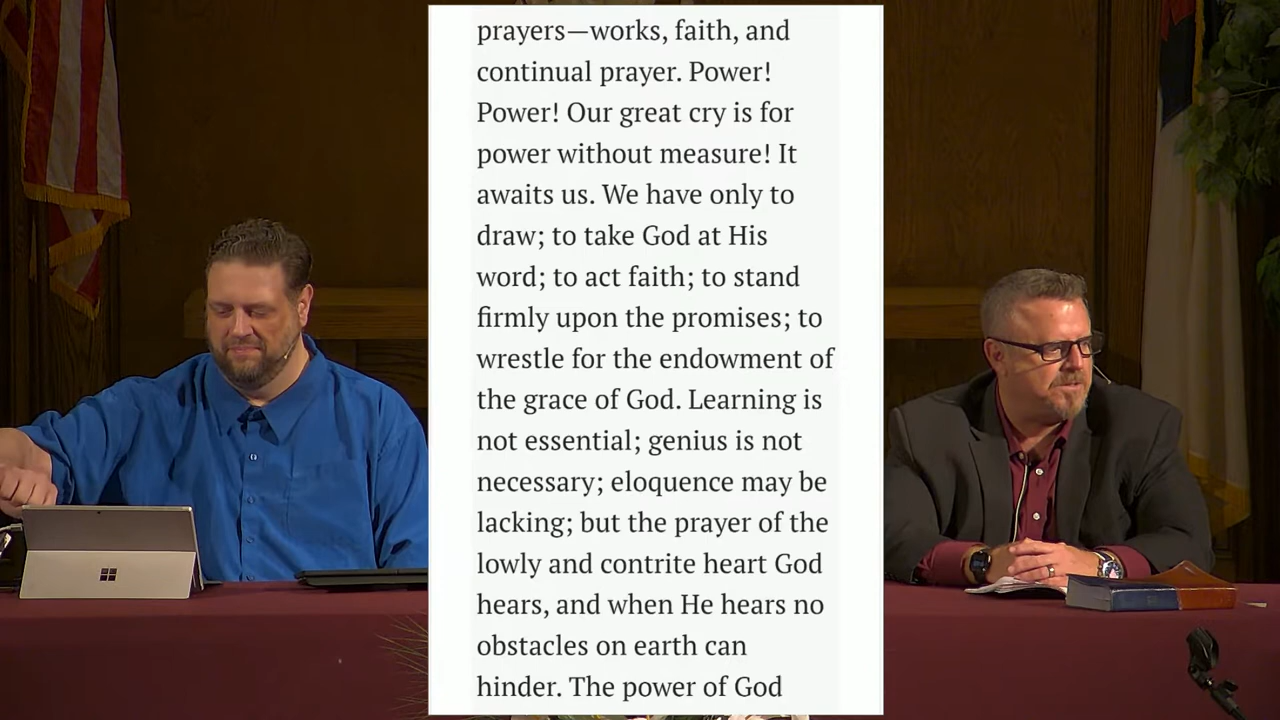 prayers—works, faith, and
continual prayer. Power!
Power! Our great cry is for
power without measure! It
awaits us. We have only to
draw; to take God at His
word; to act faith; to stand
firmly upon the promises; to
wrestle for the endowment of
the grace of God. Learning is
not essential; genius is not
necessary; eloquence may be
lacking; but the prayer of the
lowly and contrite heart God
hears, and when He hears no
obstacles on earth can
hinder. The power of God